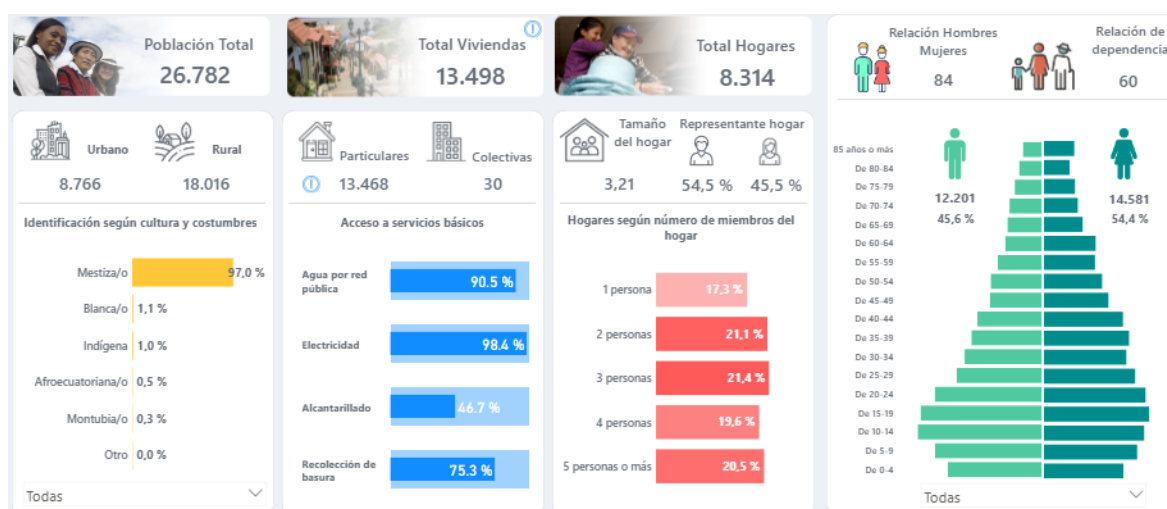 Población Total
26.782
Total Viviendas
13.498
Total Hogares
8.314
Relación Hombres
Mujeres
84
Relación de
dependencia
60
Urbano
8.766
Rural
18.016
Identificación según cultura y costumbres
Mestiza/o 97,0 %
Blanca/o 1,1 %
Indígena 1,0 %
Afroecuatoriana/o 0,5 %
Montubia/o 0,3 %
Otro 0,0 %
Todas
Particulares
13.468
Colectivas
30
Acceso a servicios básicos
Agua por red
pública
90.5 %
Electricidad 98.4 %
Alcantarillado 46.7 %
Recolección de
basura
75.3 %
Tamaño
del hogar
3,21
Representante hogar
54,5 % 45,5 %
Hogares según número de miembros del
hogar
1 persona 17,3 %
2 personas 21,1 %
3 personas 21,4 %
4 personas 19,6 %
5 personas o más 20,5 %
12.201
45,6 %
14.581
54,4 %
85 años o más
De 80-84
De 75-79
De 70-74
De 65-69
De 60-64
De 55-59
De 50-54
De 45-49
De 40-44
De 35-39
De 30-34
De 25-29
De 20-24
De 15-19
De 10-14
De 5-9
De 0-4
Todas